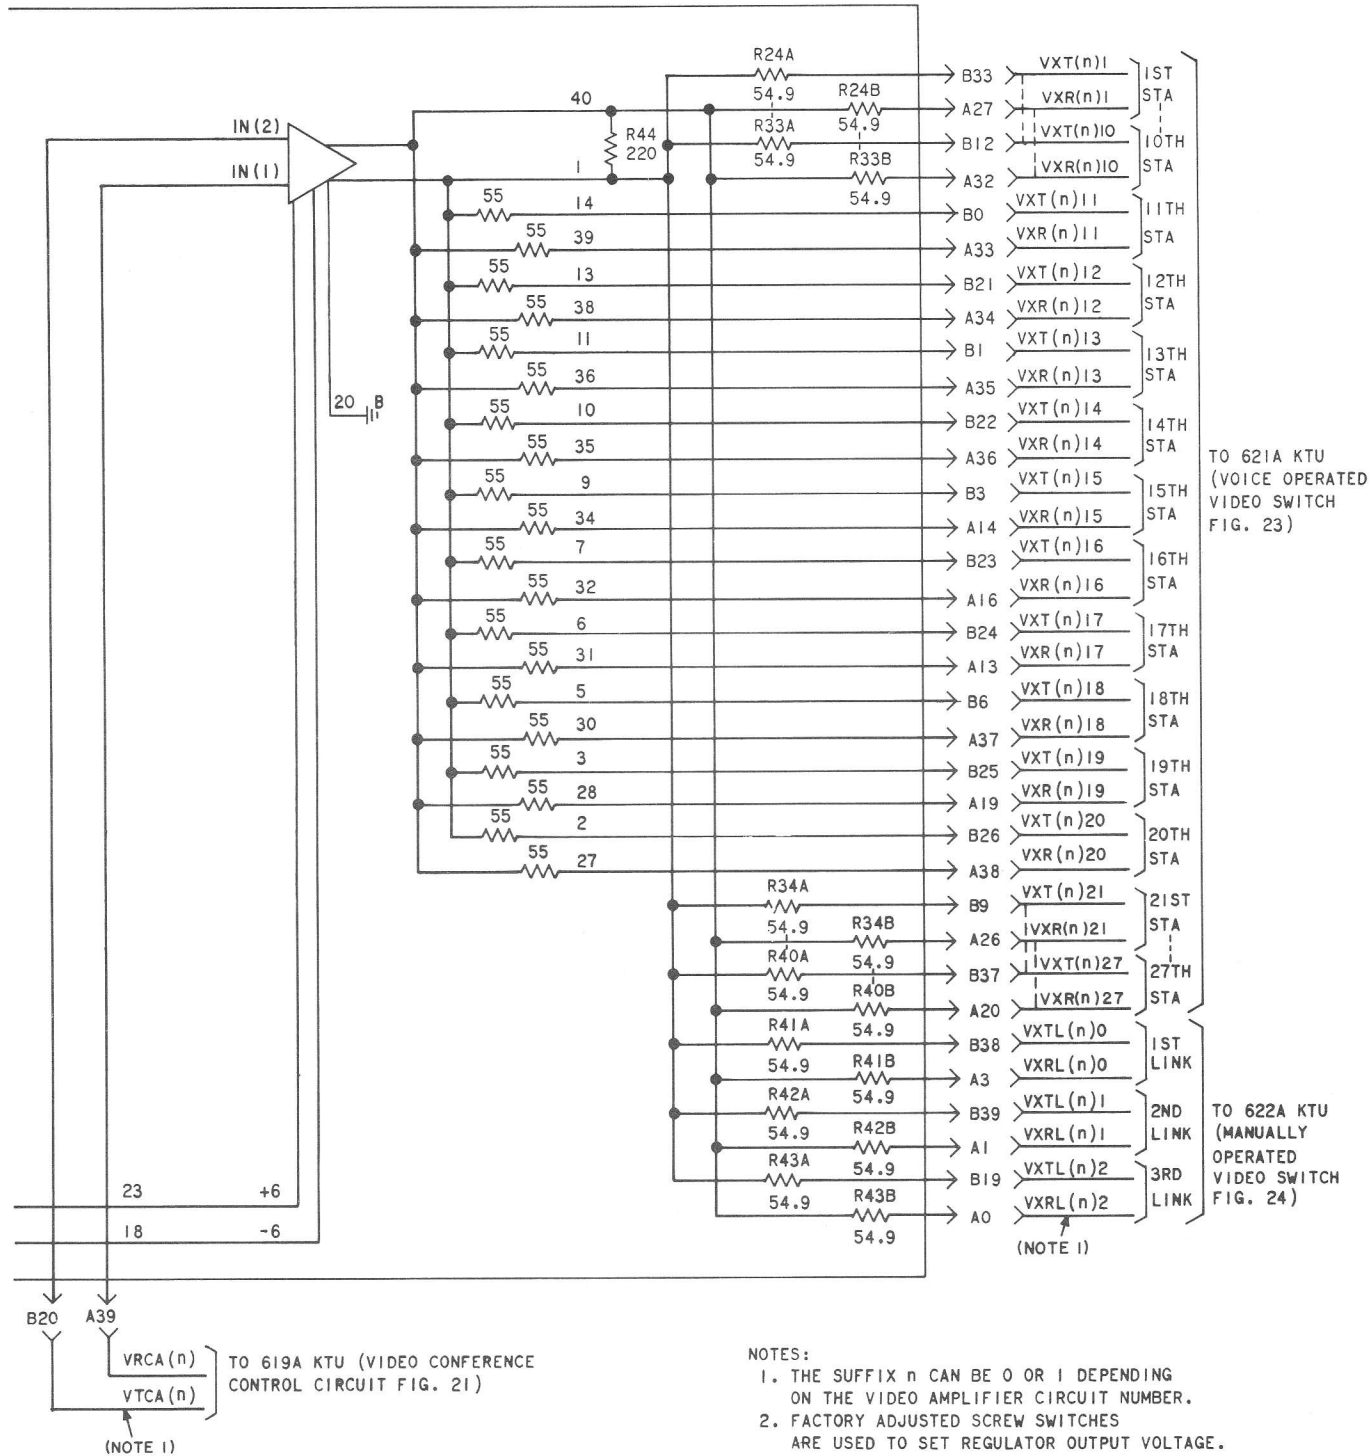 R24A
B33
VXT(n)1
1ST
STA
54.9
R24B
40
A27
VXR(n)1
IN(2)
R44
220
R33A
54.9
B12
VXT(n)10
10TH
STA
54.9
R33B
IN(1)
1
A32
VXR(n)10
54.9
55
14
B0
VXT(n)11
11TH
STA
55
39
A33
VXR(n)11
55
13
B21
VXT(n)12
12TH
STA
55
38
A34
VXR(n)12
55
11
B1
VXT(n)13
13TH
STA
55
36
A35
VXR(n)13
20
B
55
10
B22
VXT(n)14
14TH
STA
55
35
A36
VXR(n)14
55
9
B3
VXT(n)15
15TH
STA
55
34
A14
VXR(n)15
55
7
B23
VXT(n)16
16TH
STA
55
32
A16
VXR(n)16
55
6
B24
VXT(n)17
17TH
STA
55
31
A13
VXR(n)17
55
5
B6
VXT(n)18
18TH
STA
55
30
A37
VXR(n)18
55
3
B25
VXT(n)19
19TH
STA
55
28
A19
VXR(n)19
55
2
B26
VXT(n)20
20TH
STA
55
27
A38
VXR(n)20
TO 621A KTU
(VOICE OPERATED
VIDEO SWITCH
FIG. 23)
R34A
B9
VXT(n)21
21ST
STA
54.9
R34B
A26
VXR(n)21
54.9
R40A
B37
VXT(n)27
27TH
STA
54.9
R40B
A20
VXR(n)27
54.9
R41A
B38
VXTL(n)0
1ST
LINK
54.9
R41B
A3
VXRL(n)0
54.9
R42A
B39
VXTL(n)1
2ND
LINK
54.9
R42B
A1
VXRL(n)1
54.9
R43A
B19
VXTL(n)2
3RD
LINK
54.9
R43B
A0
VXRL(n)2
54.9
(NOTE 1)
TO 622A KTU
(MANUALLY
OPERATED
VIDEO SWITCH
FIG. 24)
23
+6
18
-6
B20
A39
VRCA(n)
VTCA(n)
TO 619A KTU (VIDEO CONFERENCE
CONTROL CIRCUIT FIG. 21)
(NOTE 1)
NOTES:
1. THE SUFFIX n CAN BE 0 OR 1 DEPENDING
ON THE VIDEO AMPLIFIER CIRCUIT NUMBER.
2. FACTORY ADJUSTED SCREW SWITCHES
ARE USED TO SET REGULATOR OUTPUT VOLTAGE.